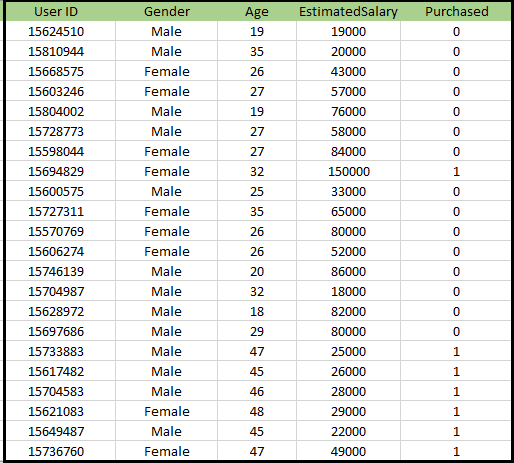 User ID Gender Age EstimatedSalary Purchased
15624510 Male 19 19000 0
15810944 Male 35 20000 0
15668575 Female 26 43000 0
15603246 Female 27 57000 0
15804002 Male 19 76000 0
15728773 Male 27 58000 0
15598044 Female 27 84000 0
15694829 Female 32 150000 1
15600575 Male 25 33000 0
15727311 Female 35 65000 0
15570769 Female 26 80000 0
15606274 Female 26 52000 0
15746139 Male 20 86000 0
15704987 Male 32 18000 0
15628972 Male 18 82000 0
15697686 Male 29 80000 0
15733883 Male 47 25000 1
15617482 Male 45 26000 1
15704583 Male 46 28000 1
15621083 Female 48 29000 1
15649487 Male 45 22000 1
15736760 Female 47 49000 1